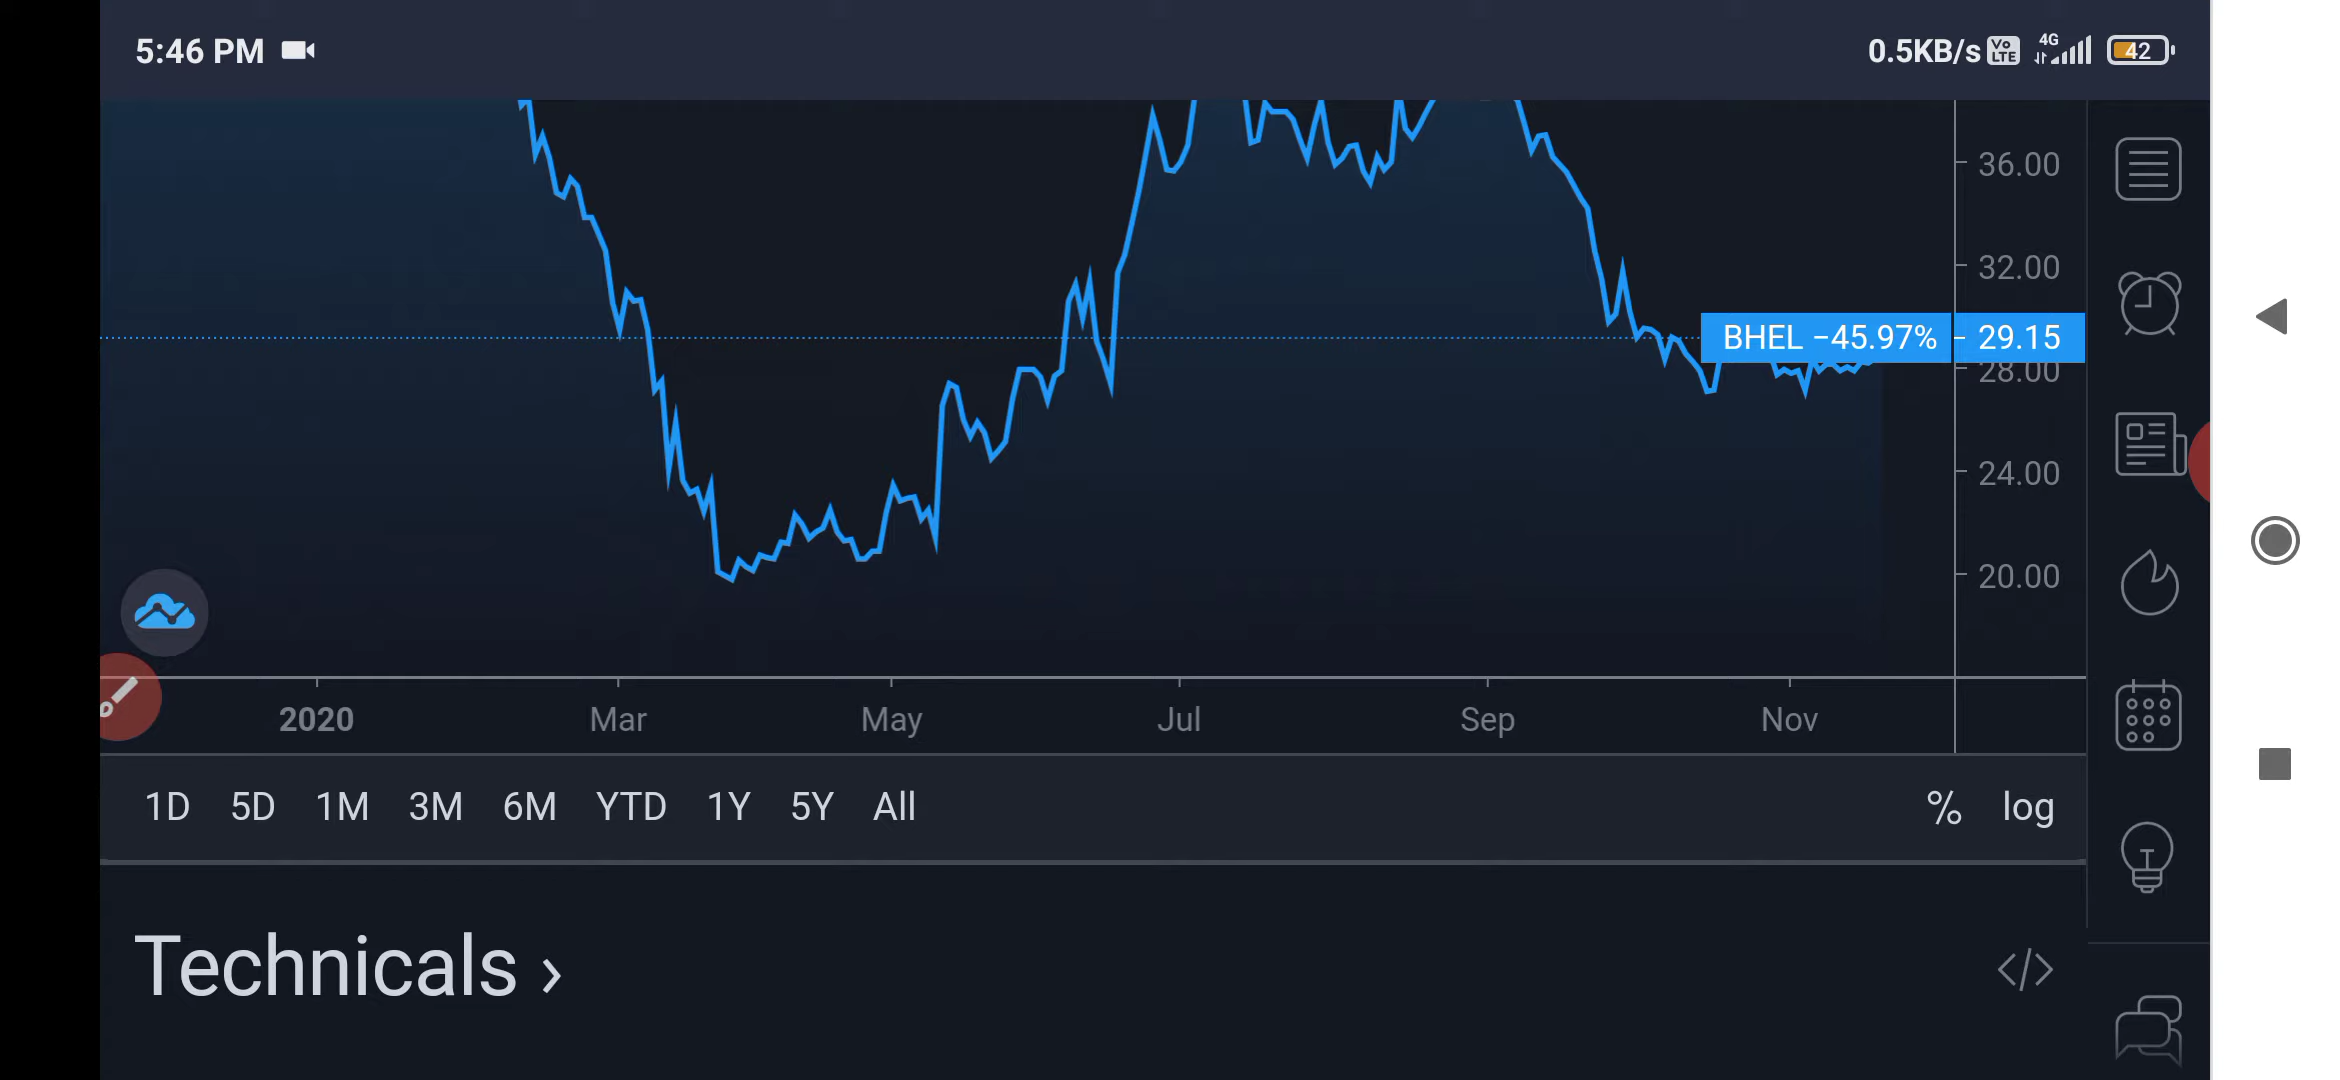 5:46 PM
0.5KB/s Vo LTE 4G 42
36.00
32.00
BHEL −45.97% 29.15
28.00
24.00
20.00
2020 Mar May Jul Sep Nov
1D 5D 1M 3M 6M YTD 1Y 5Y All % log
Technicals › </>